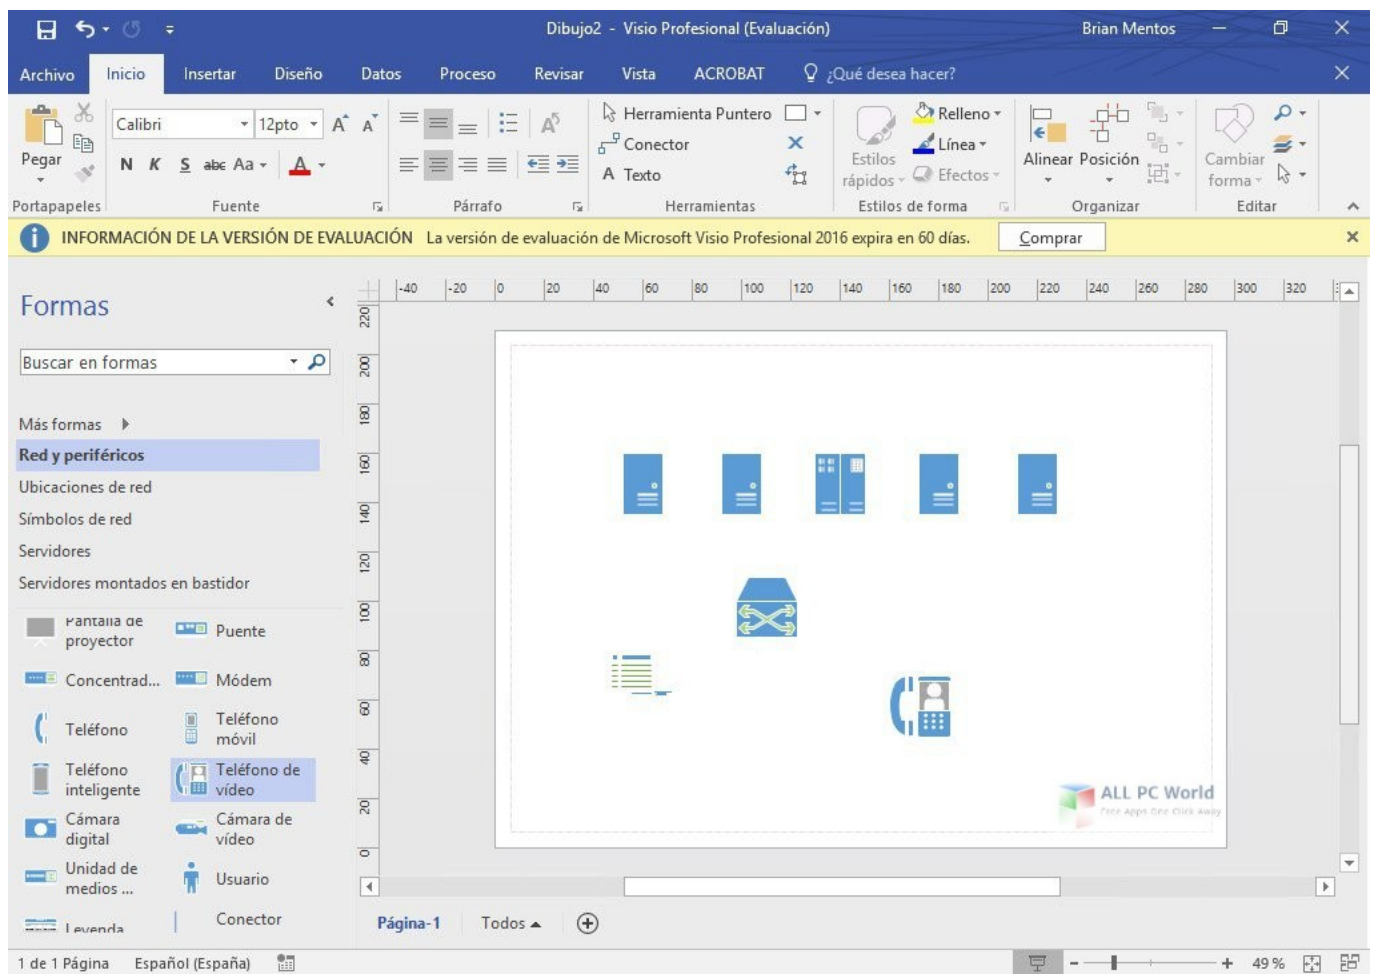 Dibujo2 - Visio Profesional (Evaluación) Brian Mentos
Archivo Inicio Insertar Diseño Datos Proceso Revisar Vista ACROBAT ¿Qué desea hacer?
Pegar
Portapapeles
Calibri 12pto A A
N K S abc Aa A
Fuente
A
Párrafo
Herramienta Puntero
Conector
A Texto
Herramientas
Estilos rápidos
Relleno
Línea
Efectos
Estilos de forma
Alinear Posición
Organizar
Cambiar forma
Editar
INFORMACIÓN DE LA VERSIÓN DE EVALUACIÓN La versión de evaluación de Microsoft Visio Profesional 2016 expira en 60 días. Comprar
Formas
Buscar en formas
Más formas
Red y periféricos
Ubicaciones de red
Símbolos de red
Servidores
Servidores montados en bastidor
Pantalla de proyector
Puente
Concentrad...
Módem
Teléfono
Teléfono móvil
Teléfono inteligente
Teléfono de vídeo
Cámara digital
Cámara de vídeo
Unidad de medios ...
Usuario
Leyenda
Conector
-40 -20 0 20 40 60 80 100 120 140 160 180 200 220 240 260 280 300 320
220
200
180
160
140
120
100
80
60
40
20
0
ALL PC World
Free Apps One Click Away
Página-1 Todos
1 de 1 Página Español (España) 49 %